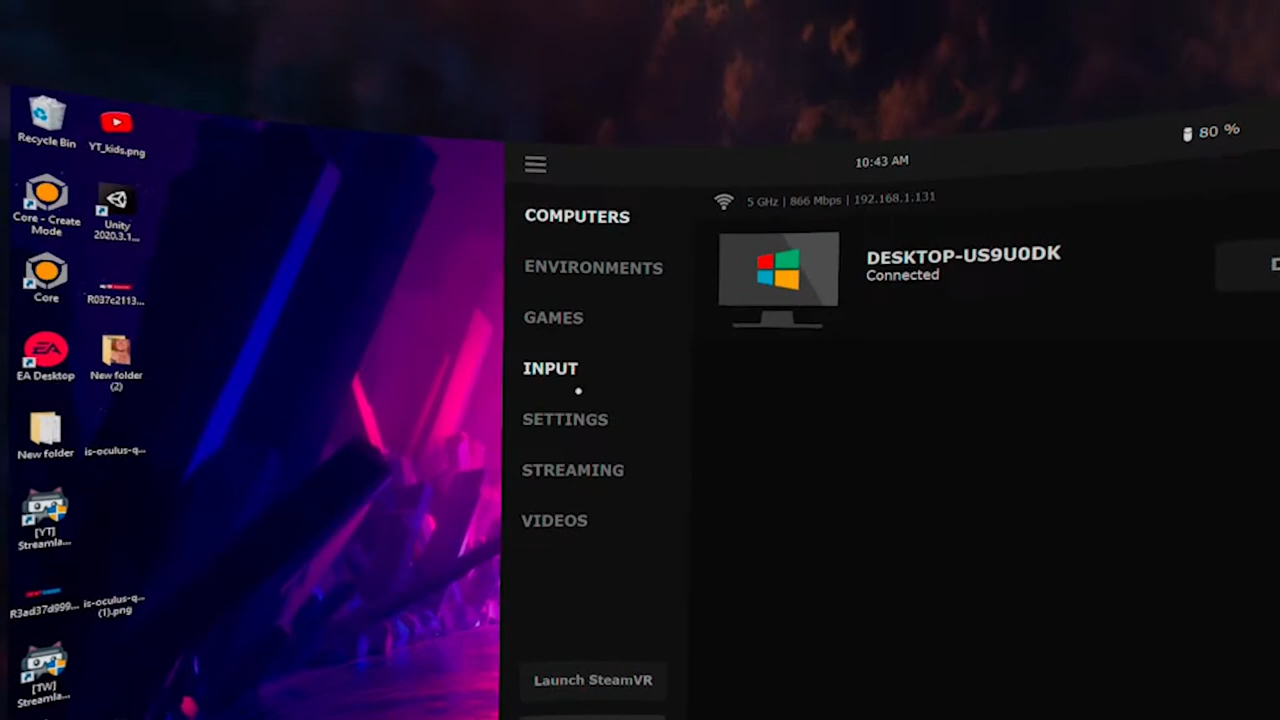 Recycle Bin
YT_kids.png
Core - Create
Mode
Unity
2020.3.1...
Core
R037c2113...
EA
EA Desktop
New folder
(2)
New folder
is-oculus-q...
[YT]
Streamla...
R3ad37d999...
is-oculus-q...
(1).png
[TW]
Streamla...
10:43 AM
80 %
5 GHz | 866 Mbps | 192.168.1.131
COMPUTERS
ENVIRONMENTS
GAMES
INPUT
SETTINGS
STREAMING
VIDEOS
Launch SteamVR
DESKTOP-US9U0DK
Connected